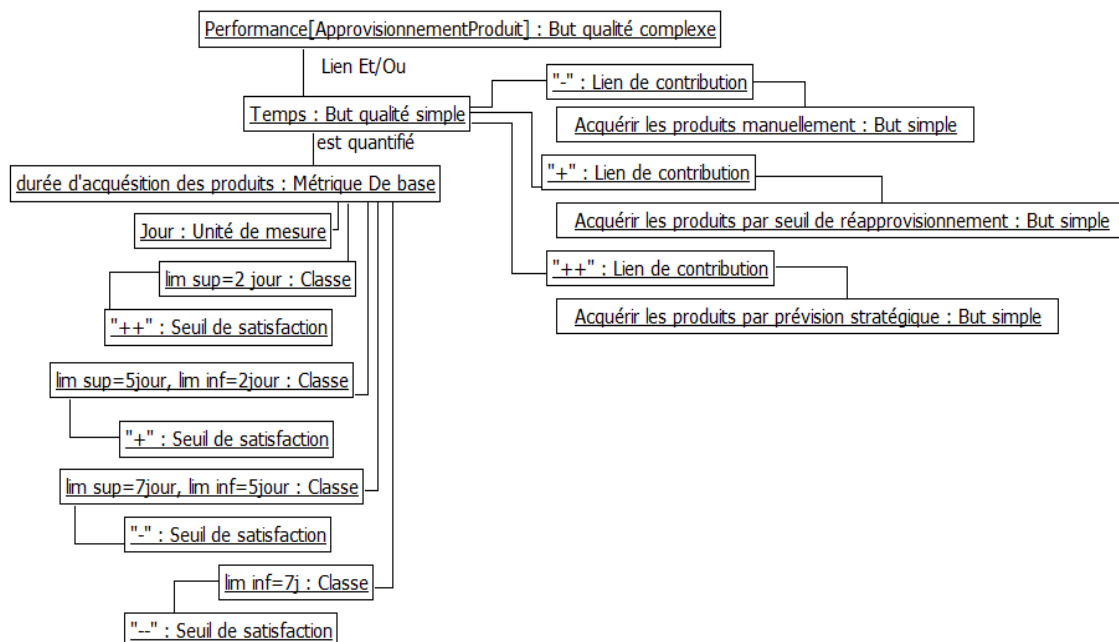 Performance[ApprovisionnementProduit] : But qualité complexe
Lien Et/Ou
"-" : Lien de contribution
Temps : But qualité simple
Acquérir les produits manuellement : But simple
est quantifié
"+" : Lien de contribution
durée d'acquésition des produits : Métrique De base
Acquérir les produits par seuil de réapprovisionnement : But simple
Jour : Unité de mesure
"++" : Lien de contribution
lim sup=2 jour : Classe
Acquérir les produits par prévision stratégique : But simple
"++" : Seuil de satisfaction
lim sup=5jour, lim inf=2jour : Classe
"+" : Seuil de satisfaction
lim sup=7jour, lim inf=5jour : Classe
"-" : Seuil de satisfaction
lim inf=7j : Classe
"--" : Seuil de satisfaction